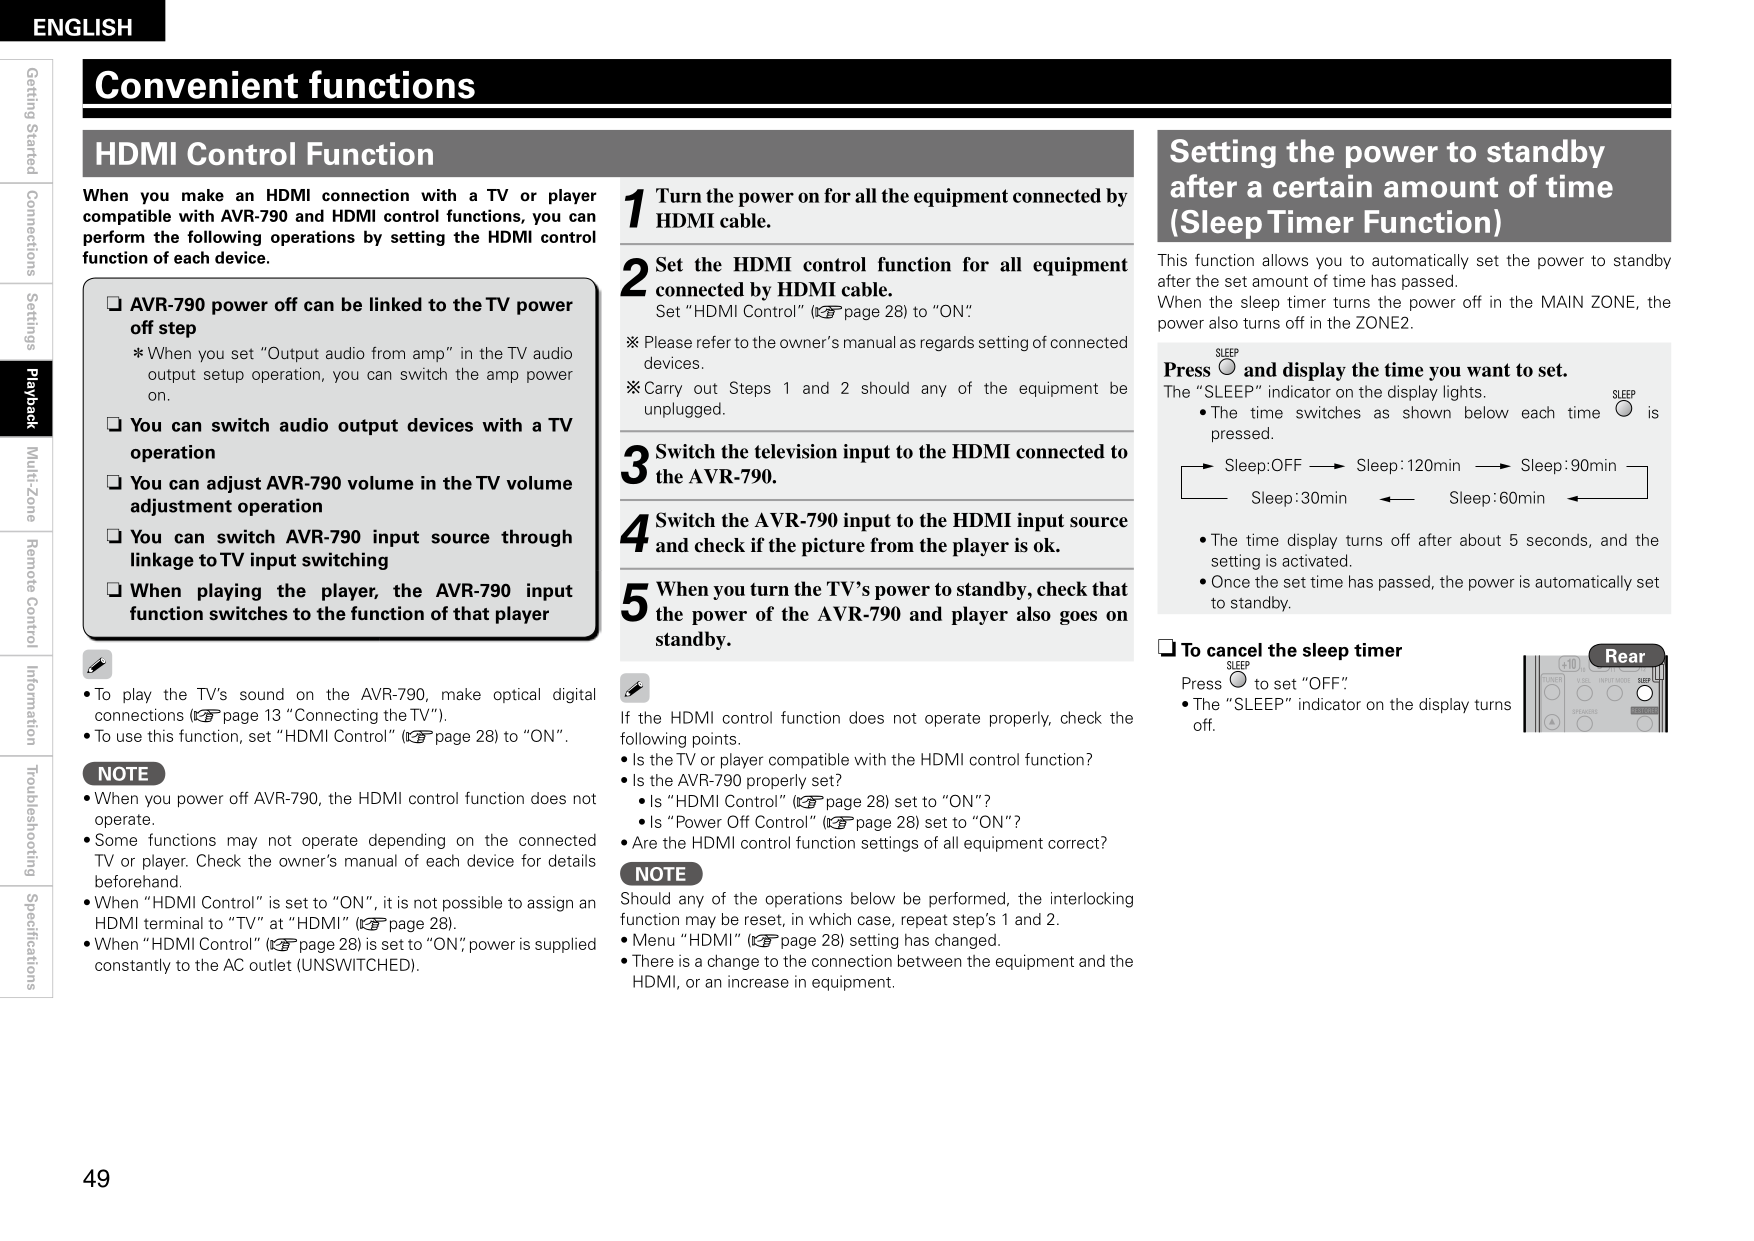 ENGLISH
Getting Started
Connections
Settings
Playback
Multi-Zone
Remote Control
Information
Troubleshooting
Specifications
Convenient functions
HDMI Control Function
When you make an HDMI connection with a TV or player
compatible with AVR-790 and HDMI control functions, you can
perform the following operations by setting the HDMI control
function of each device.
❏ AVR-790 power off can be linked to the TV power
off step
* When you set “Output audio from amp” in the TV audio
output setup operation, you can switch the amp power
on.
❏ You can switch audio output devices with a TV
operation
❏ You can adjust AVR-790 volume in the TV volume
adjustment operation
❏ You can switch AVR-790 input source through
linkage to TV input switching
❏ When playing the player, the AVR-790 input
function switches to the function of that player
• To play the TV’s sound on the AVR-790, make optical digital
connections (☞page 13 “Connecting the TV”).
• To use this function, set “HDMI Control” (☞page 28) to “ON”.
NOTE
• When you power off AVR-790, the HDMI control function does not
operate.
• Some functions may not operate depending on the connected
TV or player. Check the owner’s manual of each device for details
beforehand.
• When “HDMI Control” is set to “ON”, it is not possible to assign an
HDMI terminal to “TV” at “HDMI” (☞page 28).
• When “HDMI Control” (☞page 28) is set to “ON”, power is supplied
constantly to the AC outlet (UNSWITCHED).
1 Turn the power on for all the equipment connected by
HDMI cable.
2 Set the HDMI control function for all equipment
connected by HDMI cable.
Set “HDMI Control” (☞page 28) to “ON“.
※ Please refer to the owner’s manual as regards setting of connected
devices.
※ Carry out Steps 1 and 2 should any of the equipment be
unplugged.
3 Switch the television input to the HDMI connected to
the AVR-790.
4 Switch the AVR-790 input to the HDMI input source
and check if the picture from the player is ok.
5 When you turn the TV’s power to standby, check that
the power of the AVR-790 and player also goes on
standby.
If the HDMI control function does not operate properly, check the
following points.
• Is the TV or player compatible with the HDMI control function?
• Is the AVR-790 properly set?
• Is “HDMI Control” (☞page 28) set to “ON”?
• Is “Power Off Control” (☞page 28) set to “ON”?
• Are the HDMI control function settings of all equipment correct?
NOTE
Should any of the operations below be performed, the interlocking
function may be reset, in which case, repeat step’s 1 and 2.
• Menu “HDMI” (☞page 28) setting has changed.
• There is a change to the connection between the equipment and the
HDMI, or an increase in equipment.
Setting the power to standby
after a certain amount of time
(Sleep Timer Function)
This function allows you to automatically set the power to standby
after the set amount of time has passed.
When the sleep timer turns the power off in the MAIN ZONE, the
power also turns off in the ZONE2.
SLEEP
Press and display the time you want to set.
The “SLEEP” indicator on the display lights.
SLEEP
• The time switches as shown below each time is
pressed.
Sleep:OFF Sleep:120min Sleep:90min
Sleep:30min Sleep:60min
• The time display turns off after about 5 seconds, and the
setting is activated.
• Once the set time has passed, the power is automatically set
to standby.
❏ To cancel the sleep timer
SLEEP
Press to set “OFF”.
• The “SLEEP” indicator on the display turns
off.
Rear
+10
TUNER V.SEL INPUT MODE SLEEP
SPEAKERS
49